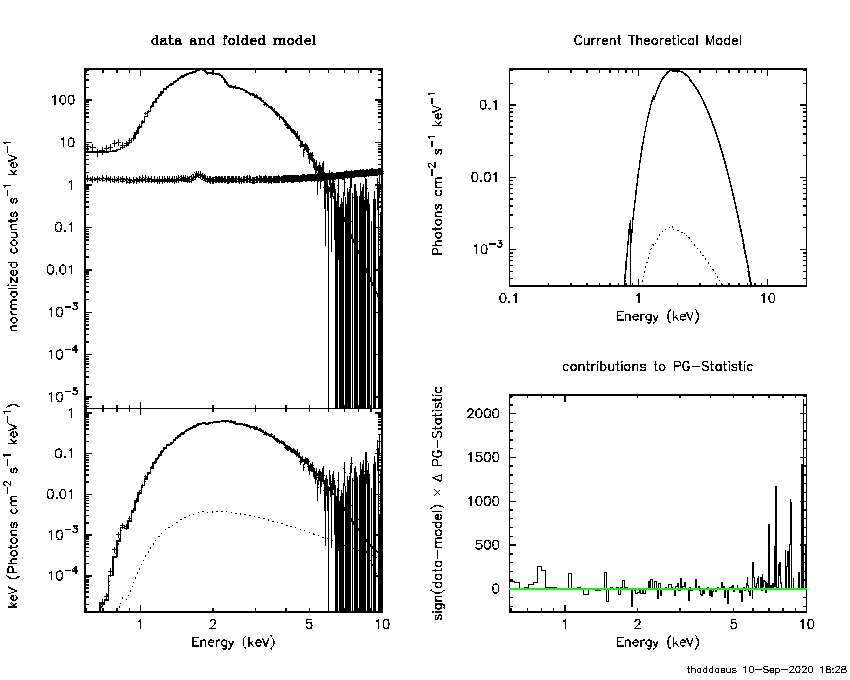 data and folded model
normalized counts s⁻¹ keV⁻¹
100
10
1
0.1
0.01
10⁻³
10⁻⁴
10⁻⁵
keV (Photons cm⁻² s⁻¹ keV⁻¹)
1
0.1
0.01
10⁻³
10⁻⁴
1 2 5 10
Energy (keV)
Current Theoretical Model
Photons cm⁻² s⁻¹ keV⁻¹
0.1
0.01
10⁻³
0.1 1 10
Energy (keV)
contributions to PG-Statistic
sign(data-model) × Δ PG-Statistic
2000
1500
1000
500
0
1 2 5 10
Energy (keV)
thaddaeus 10-Sep-2020 18:28